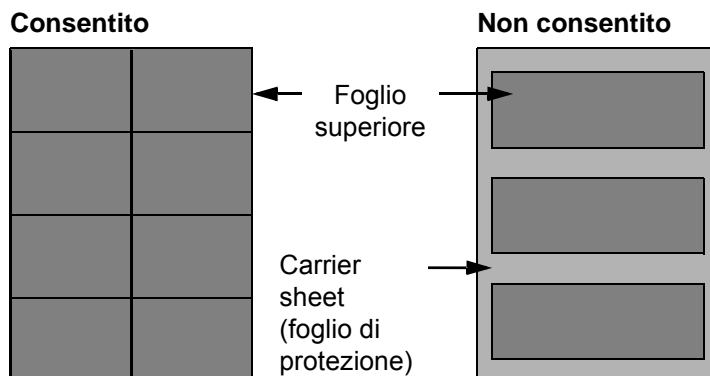 Consentito
Non consentito
Foglio
superiore
Carrier
sheet
(foglio di
protezione)